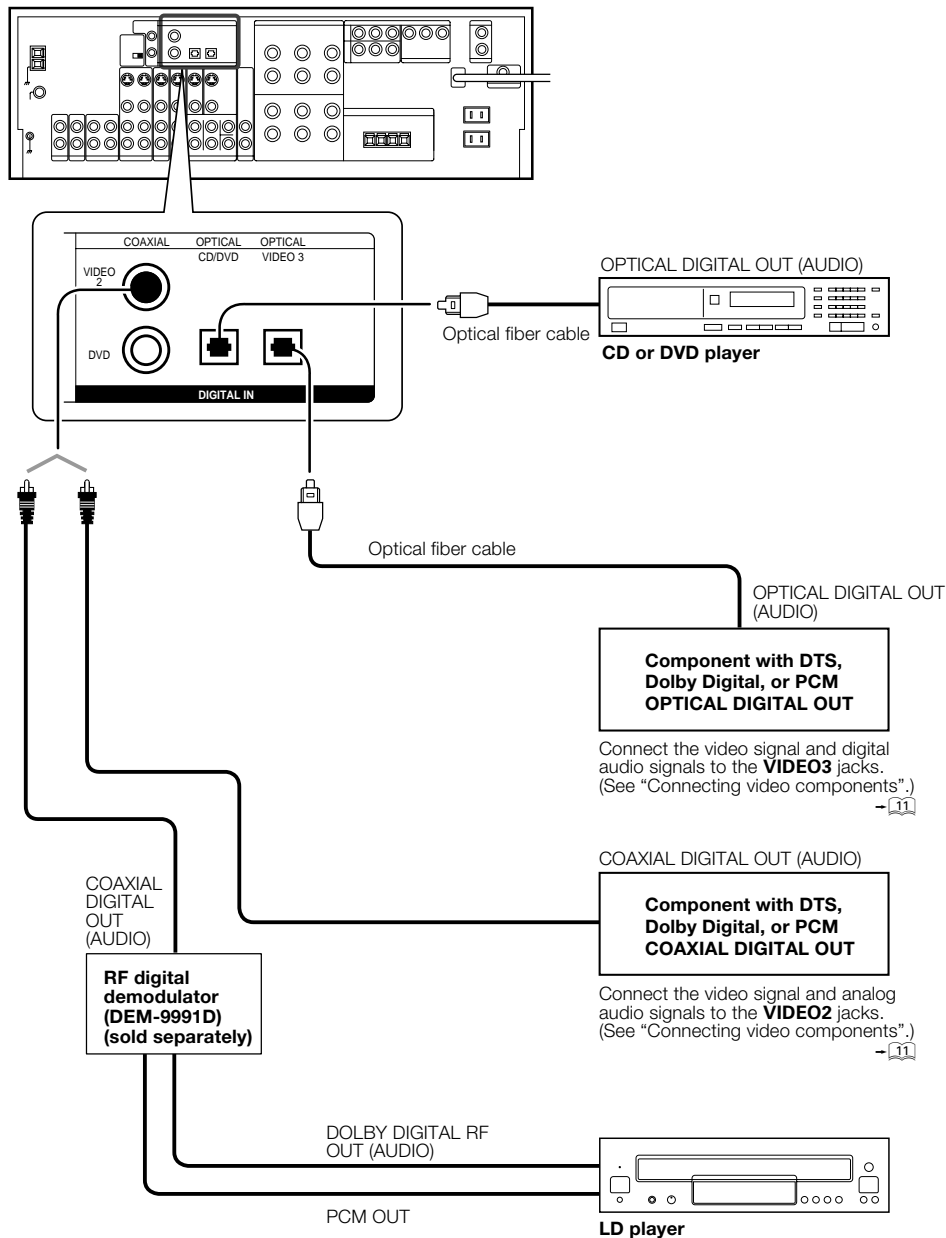 COAXIAL
OPTICAL
CD/DVD
OPTICAL
VIDEO 3
VIDEO
2
DVD
DIGITAL IN
OPTICAL DIGITAL OUT (AUDIO)
Optical fiber cable
CD or DVD player
Optical fiber cable
OPTICAL DIGITAL OUT
(AUDIO)
Component with DTS,
Dolby Digital, or PCM
OPTICAL DIGITAL OUT
Connect the video signal and digital
audio signals to the VIDEO3 jacks.
(See “Connecting video components”.)
→ 11
COAXIAL DIGITAL OUT (AUDIO)
Component with DTS,
Dolby Digital, or PCM
COAXIAL DIGITAL OUT
Connect the video signal and analog
audio signals to the VIDEO2 jacks.
(See “Connecting video components”.)
→ 11
COAXIAL
DIGITAL
OUT
(AUDIO)
RF digital
demodulator
(DEM-9991D)
(sold separately)
DOLBY DIGITAL RF
OUT (AUDIO)
PCM OUT
LD player